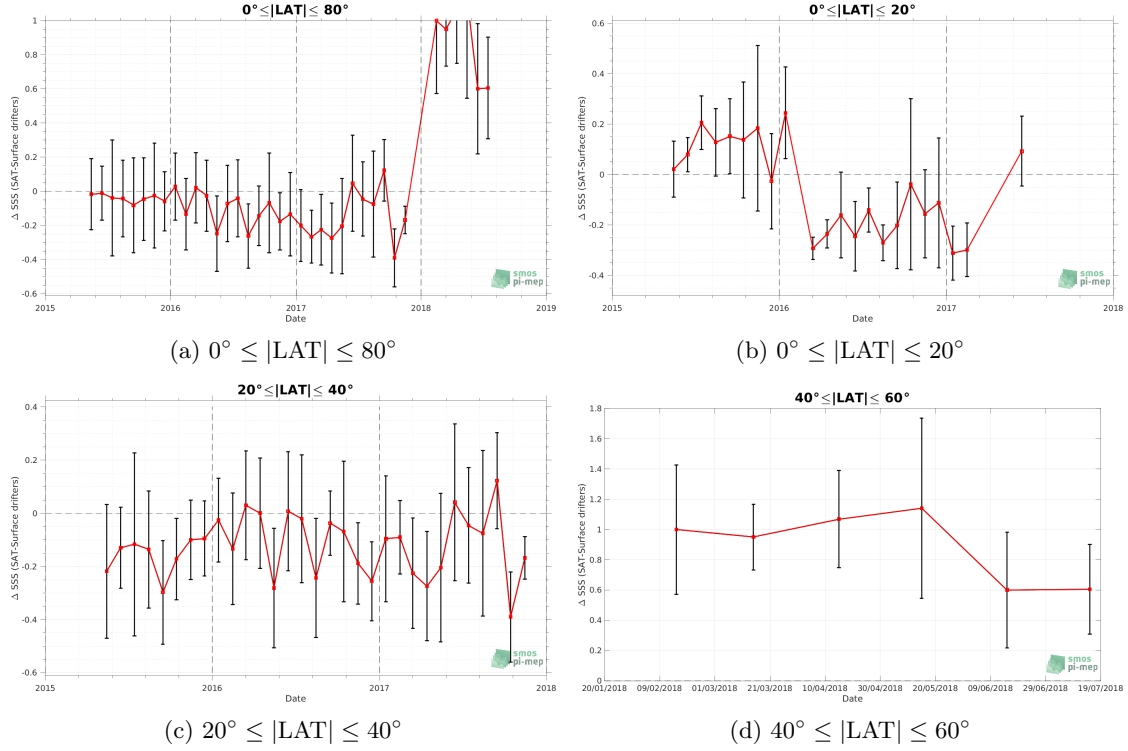 0°≤|LAT|≤ 80°
1
0.8
0.6
0.4
0.2
0
-0.2
-0.4
-0.6
Δ SSS (SAT-Surface drifters)
2015
2016
2017
2018
2019
Date
smos
pi-mep
(a) 0° ≤ |LAT| ≤ 80°
0°≤|LAT|≤ 20°
0.6
0.4
0.2
0
-0.2
-0.4
Δ SSS (SAT-Surface drifters)
2015
2016
2017
2018
Date
smos
pi-mep
(b) 0° ≤ |LAT| ≤ 20°
20°≤|LAT|≤ 40°
0.4
0.2
0
-0.2
-0.4
-0.6
Δ SSS (SAT-Surface drifters)
2015
2016
2017
2018
Date
smos
pi-mep
(c) 20° ≤ |LAT| ≤ 40°
40°≤|LAT|≤ 60°
1.8
1.6
1.4
1.2
1
0.8
0.6
0.4
0.2
0
Δ SSS (SAT-Surface drifters)
20/01/2018
09/02/2018
01/03/2018
21/03/2018
10/04/2018
30/04/2018
20/05/2018
09/06/2018
29/06/2018
19/07/2018
Date
smos
pi-mep
(d) 40° ≤ |LAT| ≤ 60°